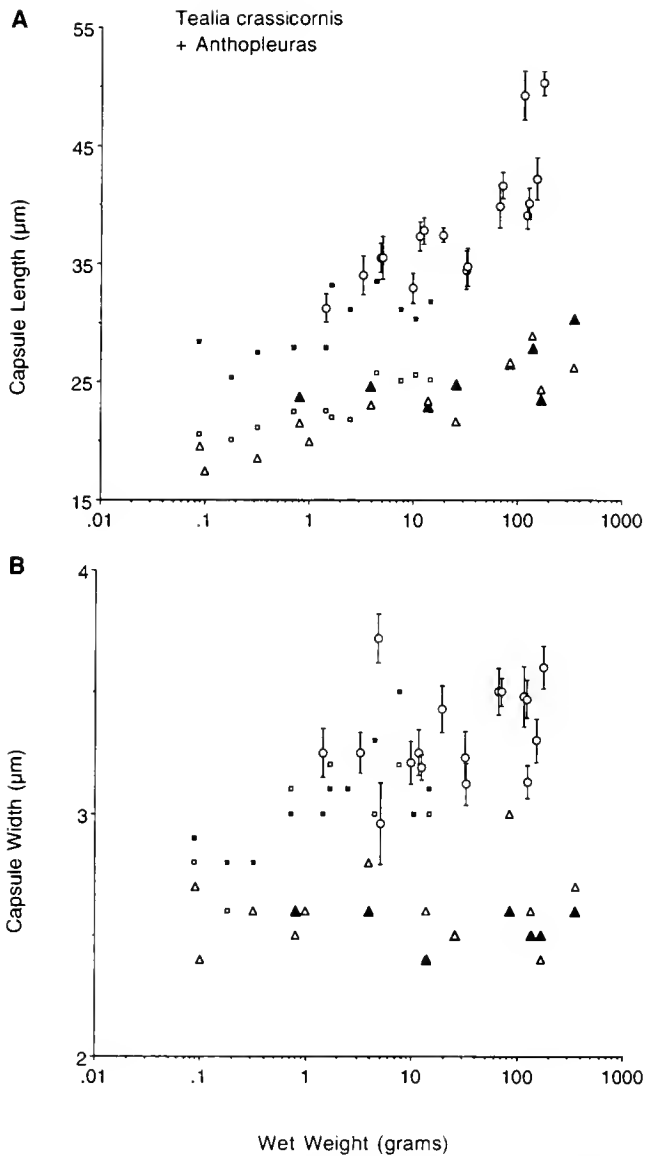 A
Tealia crassicornis
+ Anthopleuras
55
45
35
25
15
Capsule Length (µm)
.01 .1 1 10 100 1000
B
4
3
2
Capsule Width (µm)
.01 .1 1 10 100 1000
Wet Weight (grams)